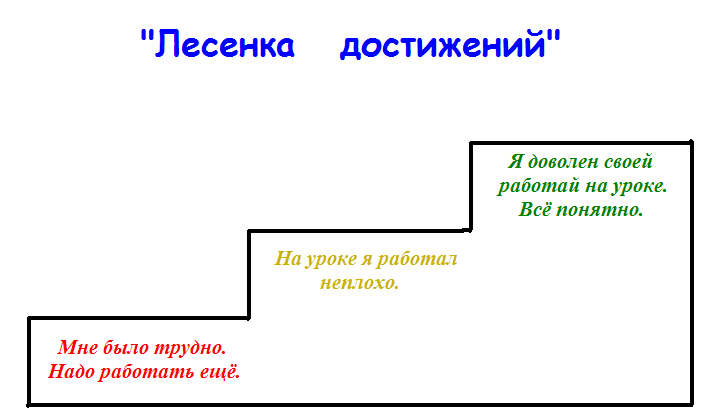 "Лесенка достижений"
Я доволен своей
работай на уроке.
Всё понятно.
На уроке я работал
неплохо.
Мне было трудно.
Надо работать ещё.